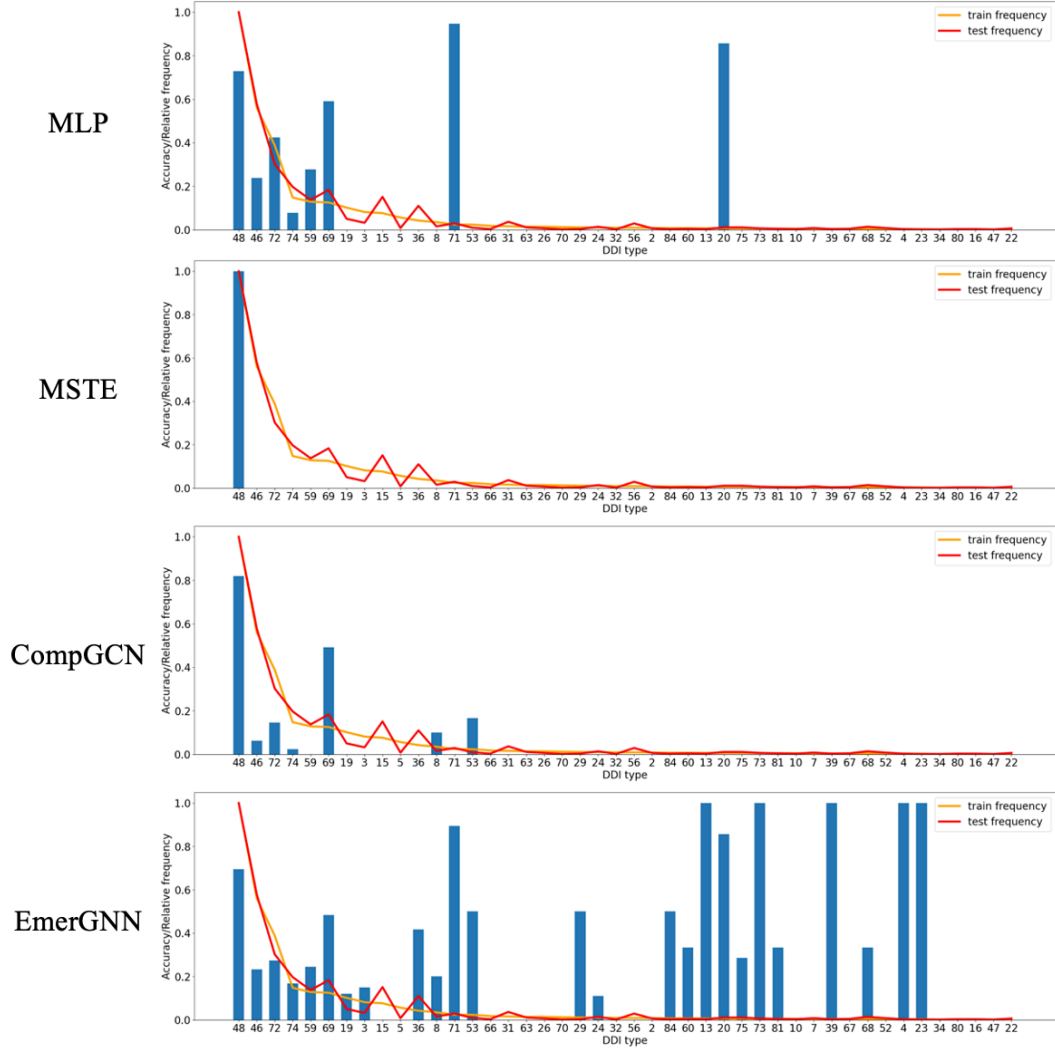 MLP
Accuracy/Relative frequency
1.0
0.8
0.6
0.4
0.2
0.0
train frequency
test frequency
48 46 72 74 59 69 19 3 15 5 36 8 71 53 66 31 63 26 70 29 24 32 56 2 84 60 13 20 75 73 81 10 7 39 67 68 52 4 23 34 80 16 47 22
DDI type
MSTE
Accuracy/Relative frequency
1.0
0.8
0.6
0.4
0.2
0.0
train frequency
test frequency
48 46 72 74 59 69 19 3 15 5 36 8 71 53 66 31 63 26 70 29 24 32 56 2 84 60 13 20 75 73 81 10 7 39 67 68 52 4 23 34 80 16 47 22
DDI type
CompGCN
Accuracy/Relative frequency
1.0
0.8
0.6
0.4
0.2
0.0
train frequency
test frequency
48 46 72 74 59 69 19 3 15 5 36 8 71 53 66 31 63 26 70 29 24 32 56 2 84 60 13 20 75 73 81 10 7 39 67 68 52 4 23 34 80 16 47 22
DDI type
EmerGNN
Accuracy/Relative frequency
1.0
0.8
0.6
0.4
0.2
0.0
train frequency
test frequency
48 46 72 74 59 69 19 3 15 5 36 8 71 53 66 31 63 26 70 29 24 32 56 2 84 60 13 20 75 73 81 10 7 39 67 68 52 4 23 34 80 16 47 22
DDI type